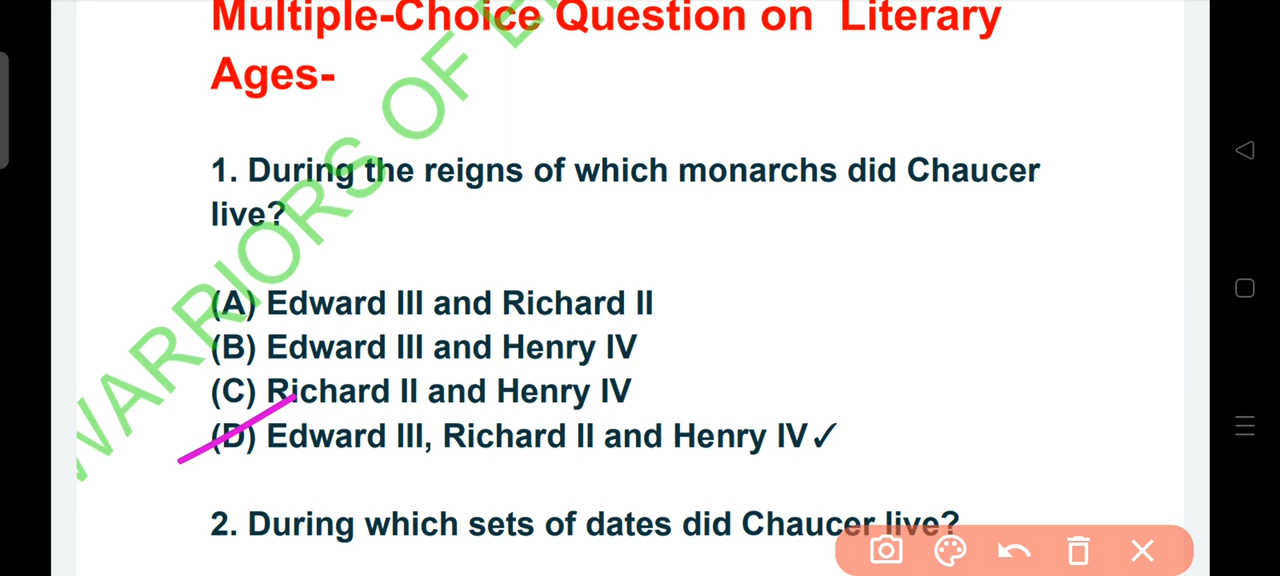 Multiple-Choice Question on Literary
Ages-
WARRIORS OF
1. During the reigns of which monarchs did Chaucer
live?
(A) Edward III and Richard II
(B) Edward III and Henry IV
(C) Richard II and Henry IV
(D) Edward III, Richard II and Henry IV✓
2. During which sets of dates did Chaucer live?